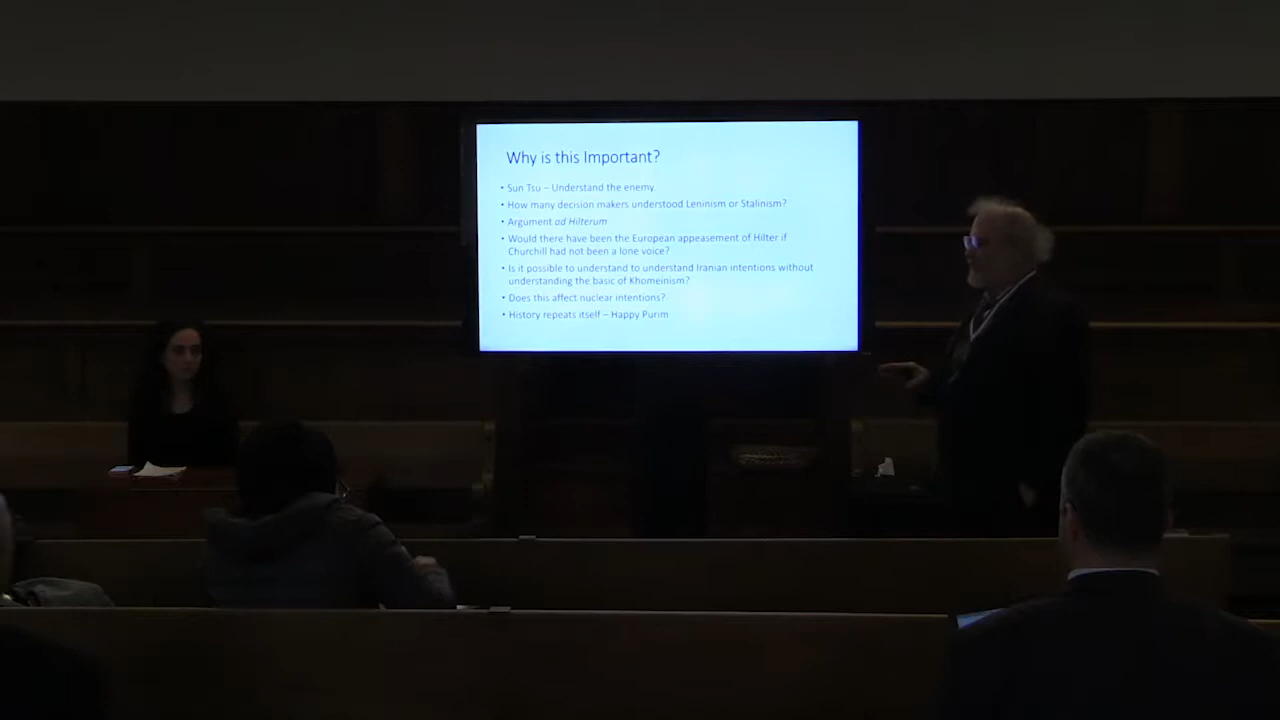 Why is this Important?
• Sun Tsu – Understand the enemy.
• How many decision makers understood Leninism or Stalinism?
• Argument ad Hilterum
• Would there have been the European appeasement of Hilter if
Churchill had not been a lone voice?
• Is it possible to understand to understand Iranian intentions without
understanding the basic of Khomeinism?
• Does this affect nuclear intentions?
• History repeats itself – Happy Purim